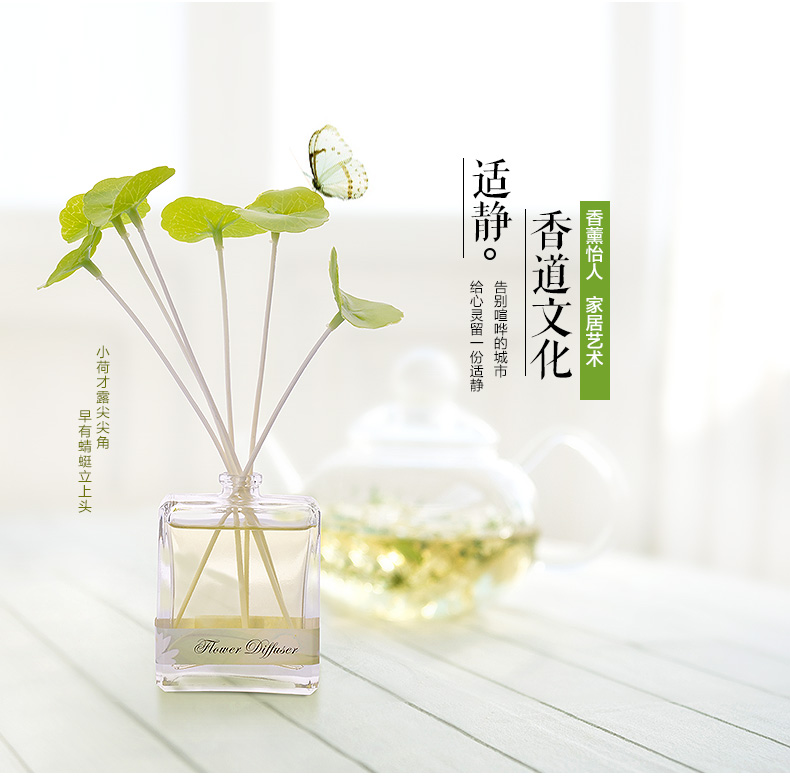 香薰怡人 家居艺术
香道文化
适静。
告别喧哗的城市
给心灵留一份适静
小荷才露尖尖角
早有蜻蜓立上头
Flower Diffuser